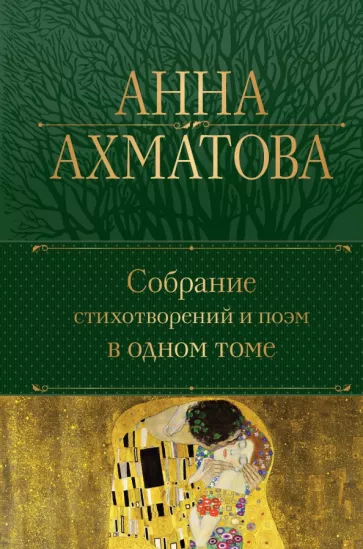 АННА
АХМАТОВА
Собрание
стихотворений и поэм
в одном томе